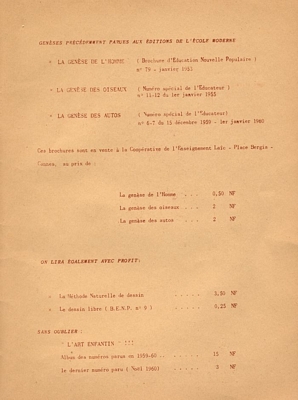 GENÈSES PRÉCÉDEMMENT PARUES AUX ÉDITIONS DE L'ÉCOLE MODERNE
* LA GENÈSE DE L'HOMME ( Brochure d'Éducation Nouvelle Populaire )
n° 79 - janvier 1953
* LA GENÈSE DES OISEAUX ( Numéro spécial de l'Éducateur )
n° 11-12 du 1er janvier 1955
* LA GENÈSE DES AUTOS ( Numéro spécial de l'Éducateur)
n° 6-7 du 15 décembre 1959 - 1er janvier 1960
Ces brochures sont en vente à la Coopérative de l'Enseignement Laïc - Place Bergia -
Cannes, au prix de :
La genèse de l'Homme . . 0,50 NF
La genèse des oiseaux . . 2 NF
La genèse des autos . . 2 NF
ON LIRA ÉGALEMENT AVEC PROFIT:
* La Méthode Naturelle de dessin . . . . . NF
* Le dessin libre ( B.E.N.P. n° 9 ) . . . . . 0,25 NF
SANS OUBLIER :
" L'ART ENFANTIN " !!!
Album des numéros parus en 1959-60 . . . . . . 15 NF
le dernier numéro paru ( Noël 1960) . . . . . 3 NF